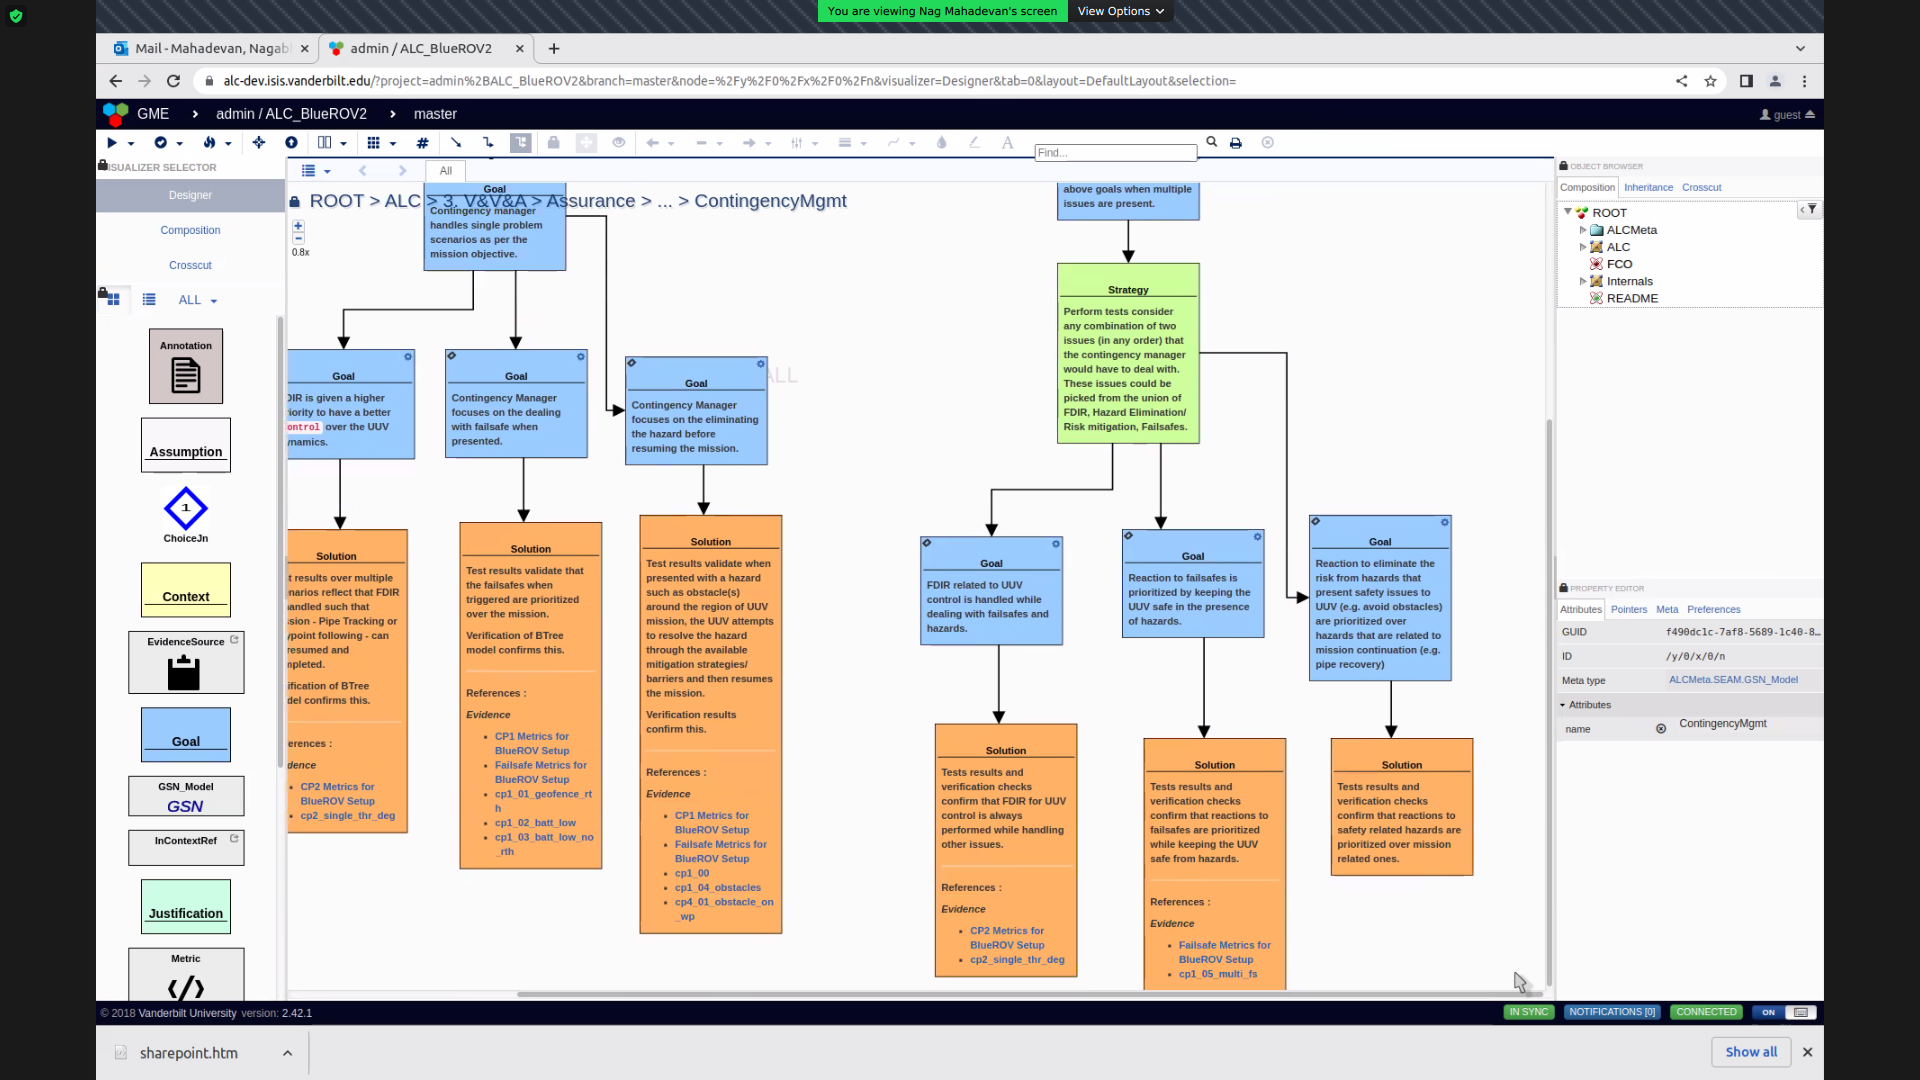 You are viewing Nag Mahadevan's screen
View Options
Mail - Mahadevan, Nagab
admin / ALC_BlueROV2
alc-dev.isis.vanderbilt.edu/?project=admin%2BALC_BlueROV2&branch=master&node=%2Fy%2F0%2Fx%2F0%2Fn&visualizer=Designer&tab=0&layout=DefaultLayout&selection=
GME
admin / ALC_BlueROV2
master
guest
Find...
ISUALIZER SELECTOR
Designer
Composition
Crosscut
ALL
Annotation
Assumption
1
ChoiceJn
Context
EvidenceSource
Goal
GSN_Model
GSN
InContextRef
Justification
Metric
All
ROOT > ALC > 3. V&V&A > Assurance > ... > ContingencyMgmt
0.8x
Goal
Contingency manager
handles single problem
scenarios as per the
mission objective.
Goal
DIR is given a higher
iority to have a better
ontrol over the UUV
ynamics.
Goal
Contingency Manager
focuses on the dealing
with failsafe when
presented.
Goal
Contingency Manager
focuses on the eliminating
the hazard before
resuming the mission.
ALL
Solution
t results over multiple
enarios reflect that FDIR
andled such that
ssion - Pipe Tracking or
ypoint following - can
resumed and
mpleted.
ification of BTree
del confirms this.
erences :
dence
CP2 Metrics for
BlueROV Setup
cp2_single_thr_deg
Solution
Test results validate that
the failsafes when
triggered are prioritized
over the mission.
Verification of BTree
model confirms this.
References :
Evidence
CP1 Metrics for
BlueROV Setup
Failsafe Metrics for
BlueROV Setup
cp1_01_geofence_rt
h
cp1_02_batt_low
cp1_03_batt_low_no
_rth
Solution
Test results validate when
presented with a hazard
such as obstacle(s)
around the region of UUV
mission, the UUV attempts
to resolve the hazard
through the available
mitigation strategies/
barriers and then resumes
the mission.
Verification results
confirm this.
References :
Evidence
CP1 Metrics for
BlueROV Setup
Failsafe Metrics for
BlueROV Setup
cp1_00
cp1_04_obstacles
cp4_01_obstacle_on
_wp
above goals when multiple
issues are present.
Strategy
Perform tests consider
any combination of two
issues (in any order) that
the contingency manager
would have to deal with.
These issues could be
picked from the union of
FDIR, Hazard Elimination/
Risk mitigation, Failsafes.
Goal
FDIR related to UUV
control is handled while
dealing with failsafes and
hazards.
Goal
Reaction to failsafes is
prioritized by keeping the
UUV safe in the presence
of hazards.
Goal
Reaction to eliminate the
risk from hazards that
present safety issues to
UUV (e.g. avoid obstacles)
are prioritized over
hazards that are related to
mission continuation (e.g.
pipe recovery)
Solution
Tests results and
verification checks
confirm that FDIR for UUV
control is always
performed while handling
other issues.
References :
Evidence
CP2 Metrics for
BlueROV Setup
cp2_single_thr_deg
Solution
Tests results and
verification checks
confirm that reactions to
failsafes are prioritized
while keeping the UUV
safe from hazards.
References :
Evidence
Failsafe Metrics for
BlueROV Setup
cp1_05_multi_fs
Solution
Tests results and
verification checks
confirm that reactions to
safety related hazards are
prioritized over mission
related ones.
OBJECT BROWSER
Composition
Inheritance
Crosscut
ROOT
ALCMeta
ALC
FCO
Internals
README
PROPERTY EDITOR
Attributes
Pointers
Meta
Preferences
GUID
f490dc1c-7af8-5689-1c40-8...
ID
/y/0/x/0/n
Meta type
ALCMeta.SEAM.GSN_Model
Attributes
name
ContingencyMgmt
© 2018 Vanderbilt University version: 2.42.1
IN SYNC
NOTIFICATIONS [0]
CONNECTED
ON
sharepoint.htm
Show all